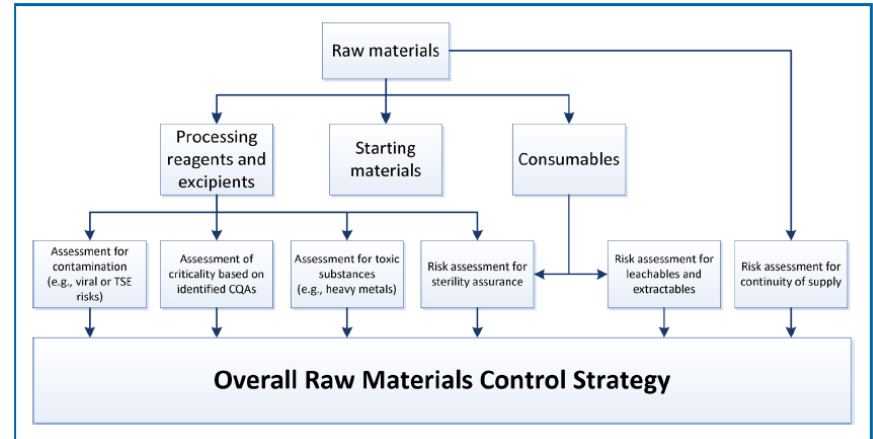 Raw materials
Processing
reagents and
excipients
Starting
materials
Consumables
Assessment for
contamination
(e.g., viral or TSE
risks)
Assessment of
criticality based on
identified CQAs
Assessment for toxic
substances
(e.g., heavy metals)
Risk assessment for
sterility assurance
Risk assessment for
leachables and
extractables
Risk assessment for
continuity of supply
Overall Raw Materials Control Strategy